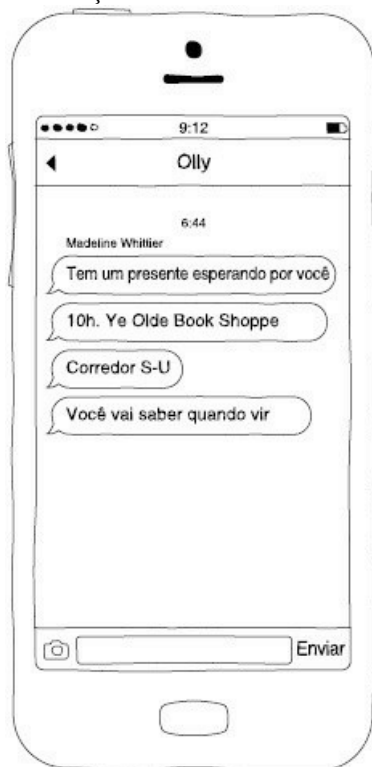 9:12
Olly
6:44
Madeline Whittier
Tem um presente esperando por você
10h. Ye Olde Book Shoppe
Corredor S-U
Você vai saber quando vir
Enviar